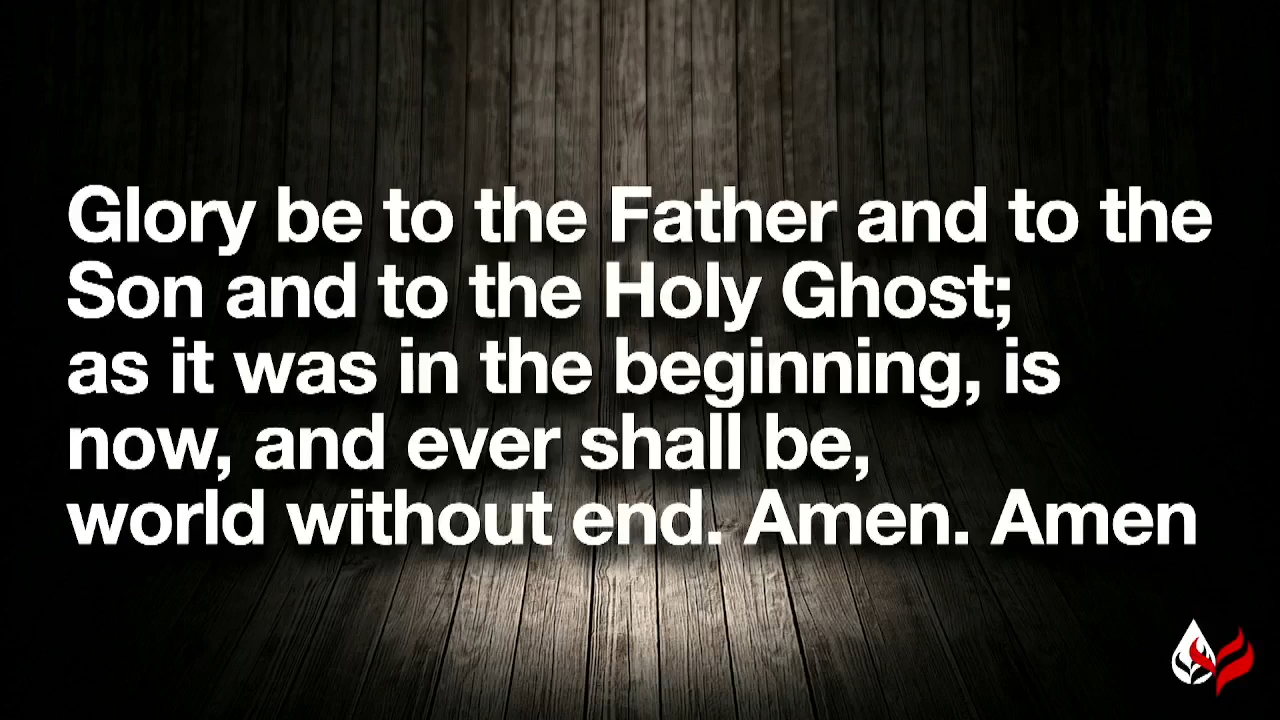 Glory be to the Father and to the
Son and to the Holy Ghost;
as it was in the beginning, is
now, and ever shall be,
world without end. Amen. Amen